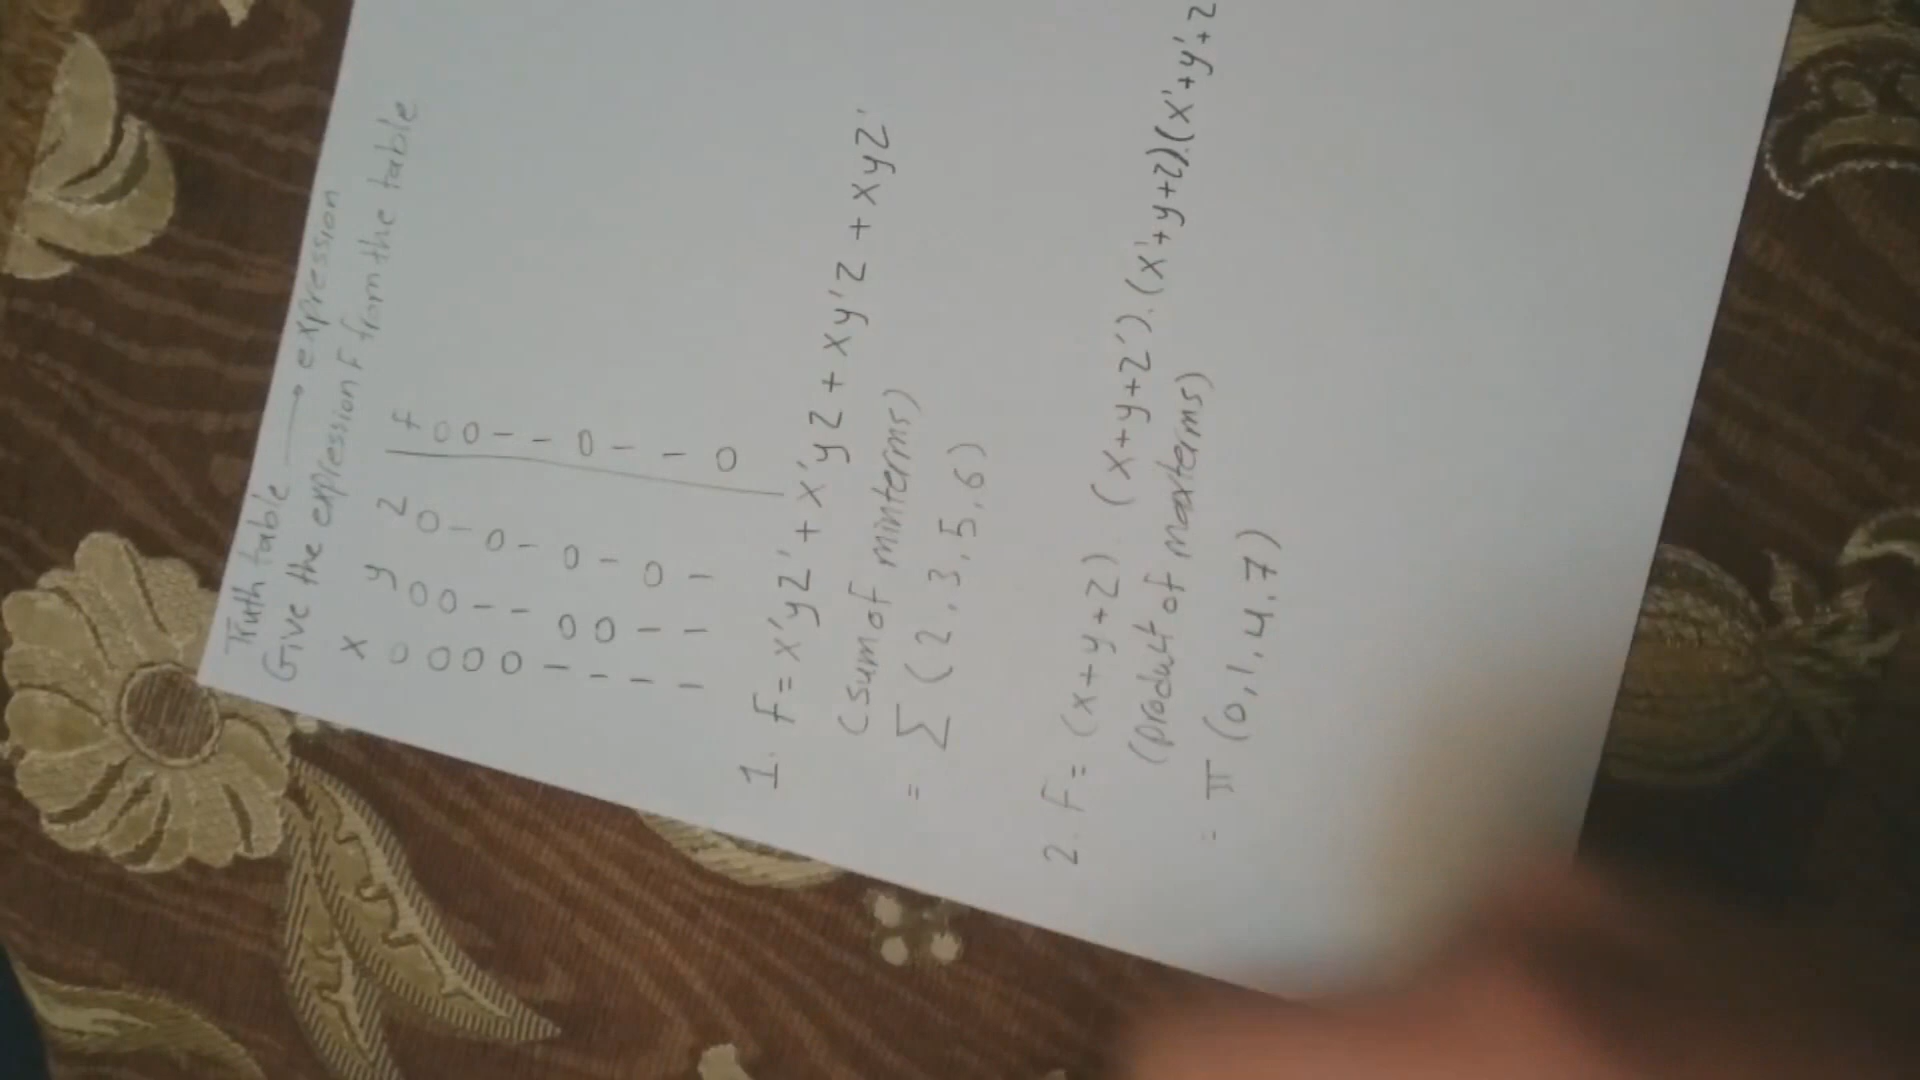 Truth table → expression
Give the expression F from the table
x y z F
0 0 0 0
0 0 1 0
0 1 0 1
0 1 1 1
1 0 0 0
1 0 1 1
1 1 0 1
1 1 1 0
1. F = x'yz' + x'yz + xy'z + xyz'
(sum of minterms)
= Σ (2,3,5,6)
2. F = (x+y+z).(x+y+z').(x'+y+z).(x'+y'+z
(product of maxterms)
= π (0,1,4,7)